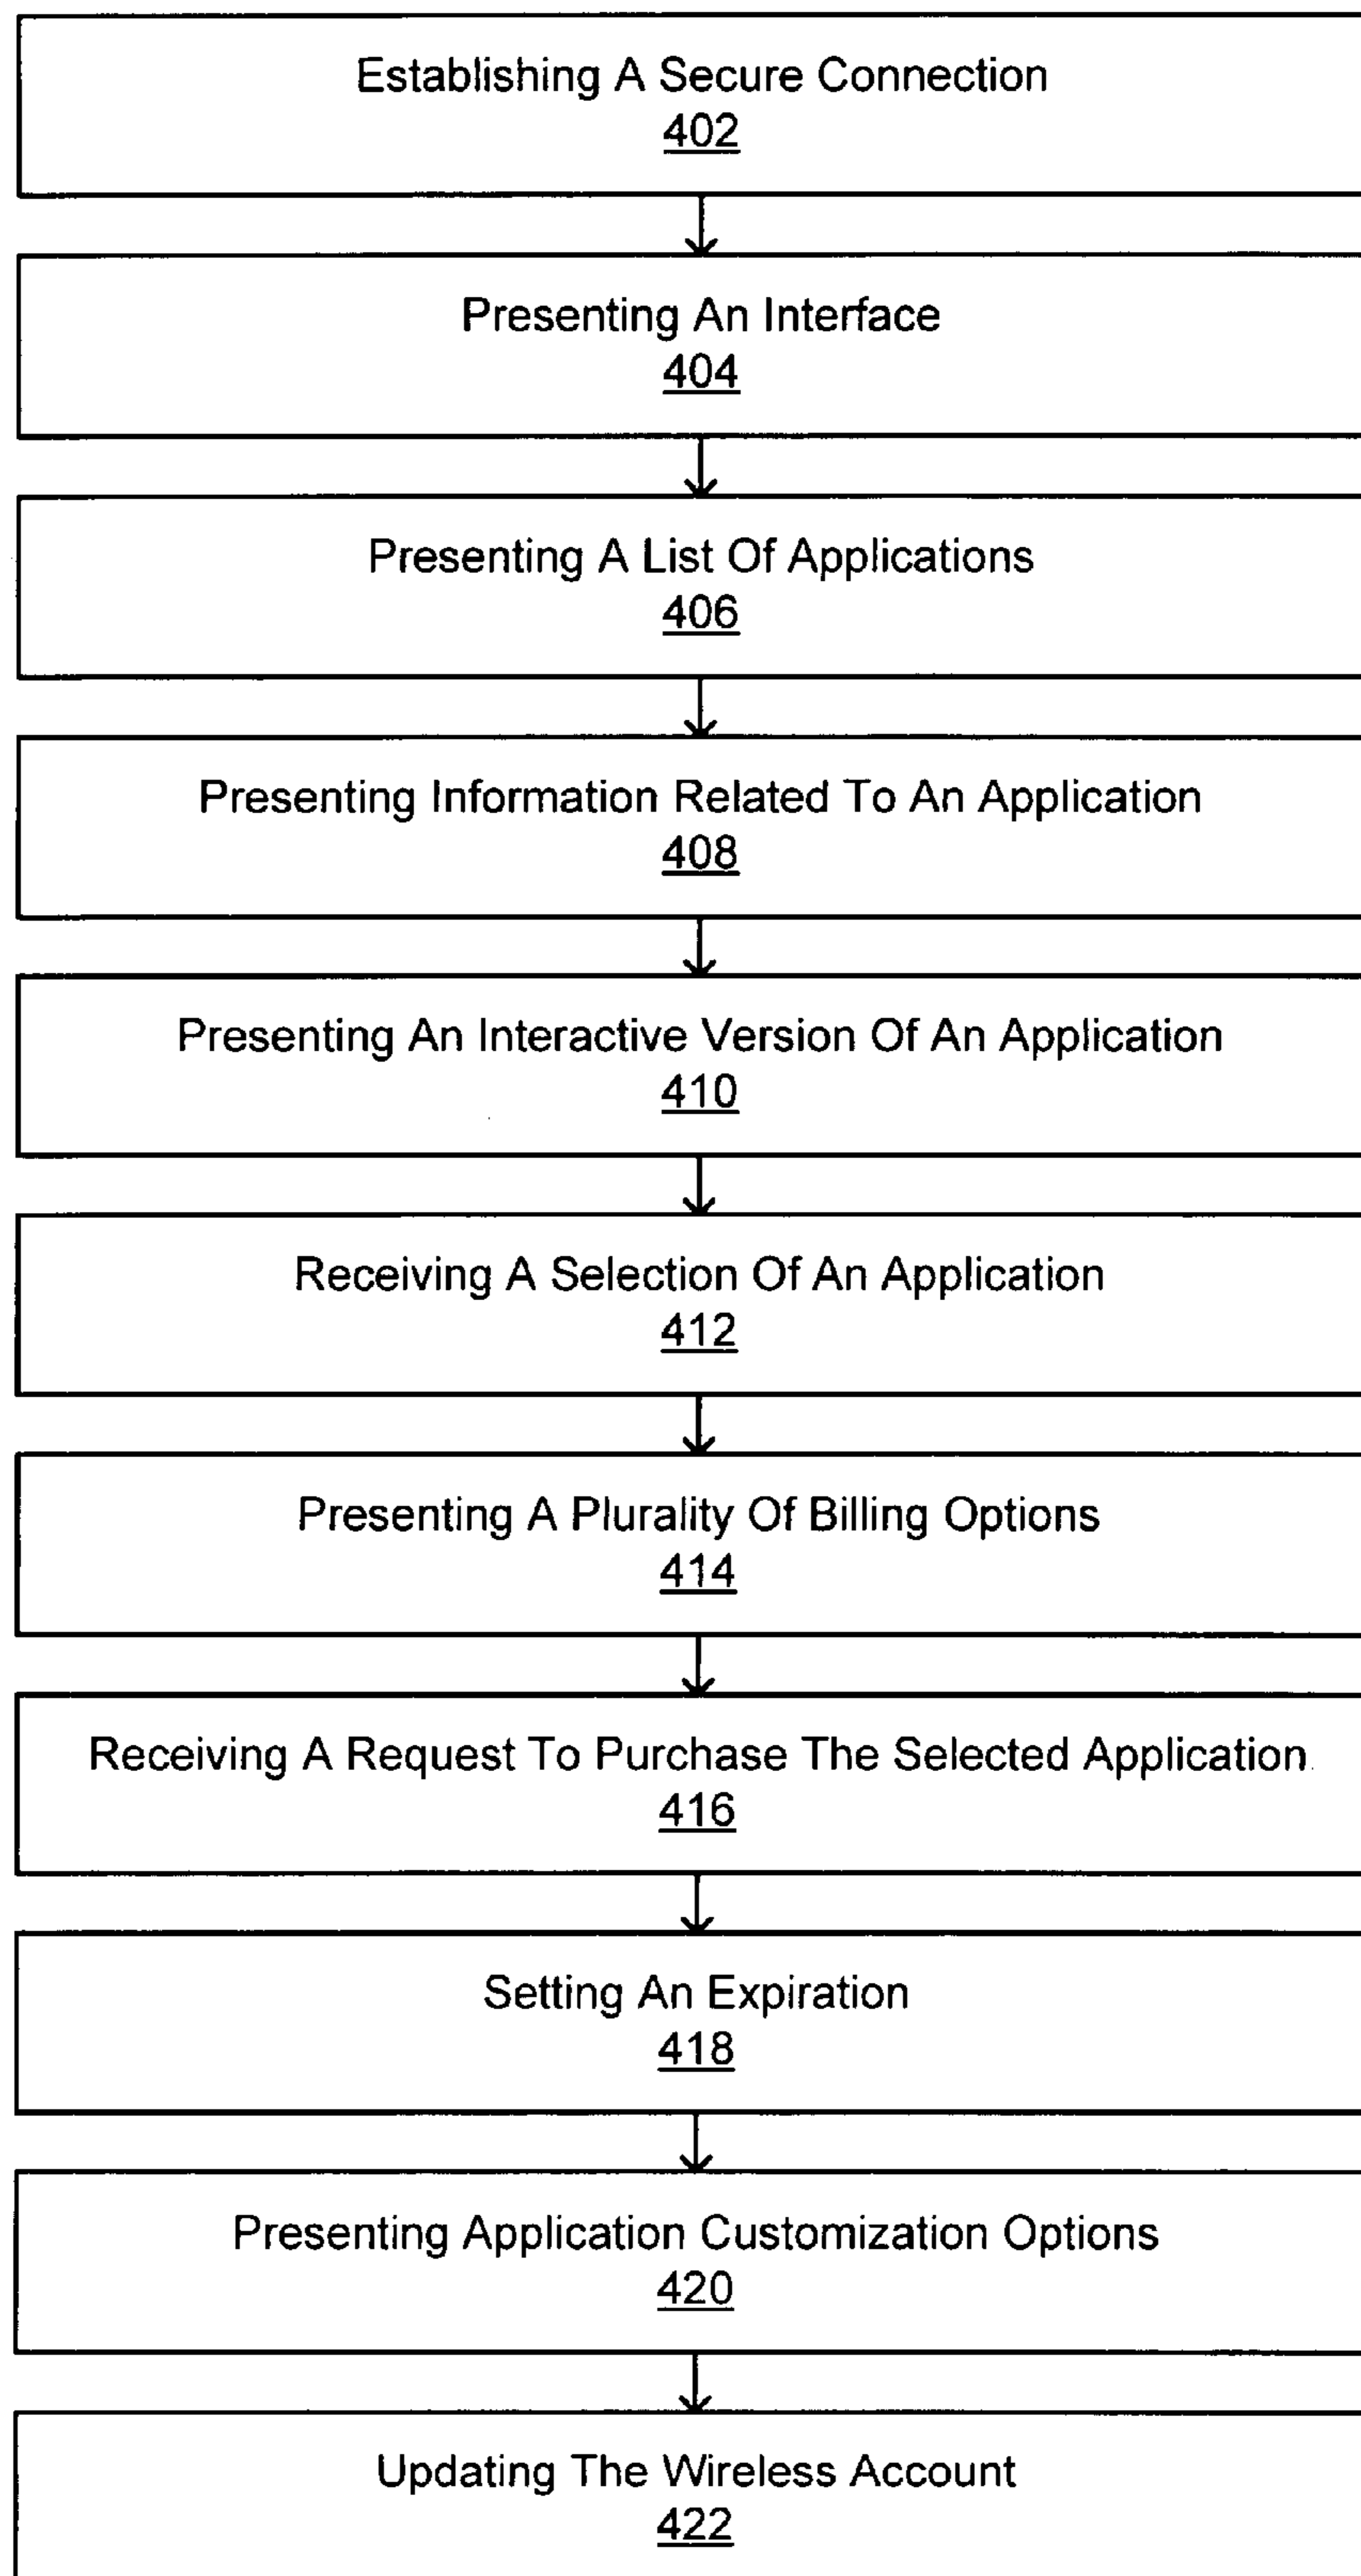 Establishing A Secure Connection
402
Presenting An Interface
404
Presenting A List Of Applications
406
Presenting Information Related To An Application
408
Presenting An Interactive Version Of An Application
410
Receiving A Selection Of An Application
412
Presenting A Plurality Of Billing Options
414
Receiving A Request To Purchase The Selected Application
416
Setting An Expiration
418
Presenting Application Customization Options
420
Updating The Wireless Account
422